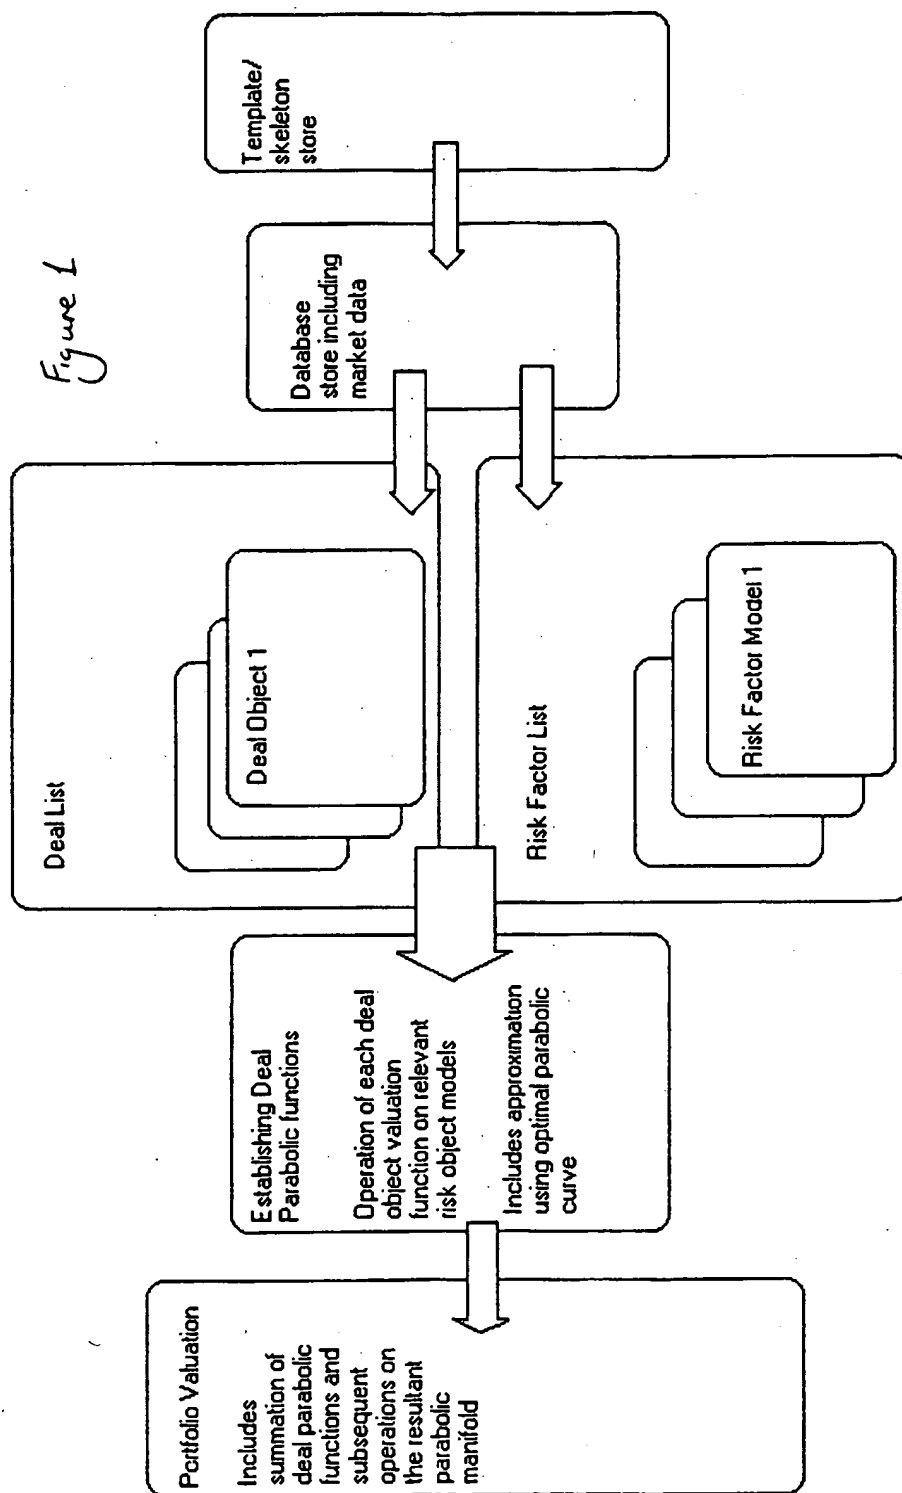 Figure 1
Template/
skeleton
store
Database
store including
market data
Deal List
Deal Object 1
Risk Factor List
Risk Factor Model 1
Establishing Deal
Parabolic functions
Operation of each deal
object valuation
function on relevant
risk object models
Includes approximation
using optimal parabolic
curve
Portfolio Valuation
Includes
summation of
deal parabolic
functions and
subsequent
operations on
the resultant
parabolic
manifold